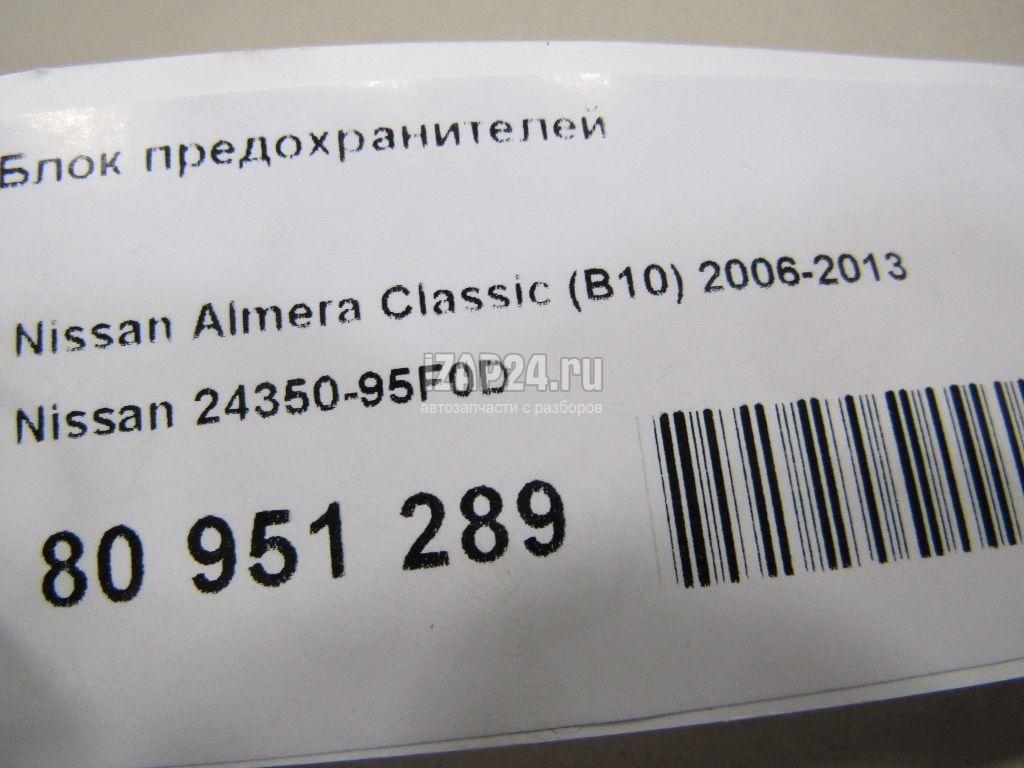 Блок предохранителей
Nissan Almera Classic (B10) 2006-2013
Nissan 24350-95F0D
iZAP24.ru
автозапчасти с разборов
80 951 289